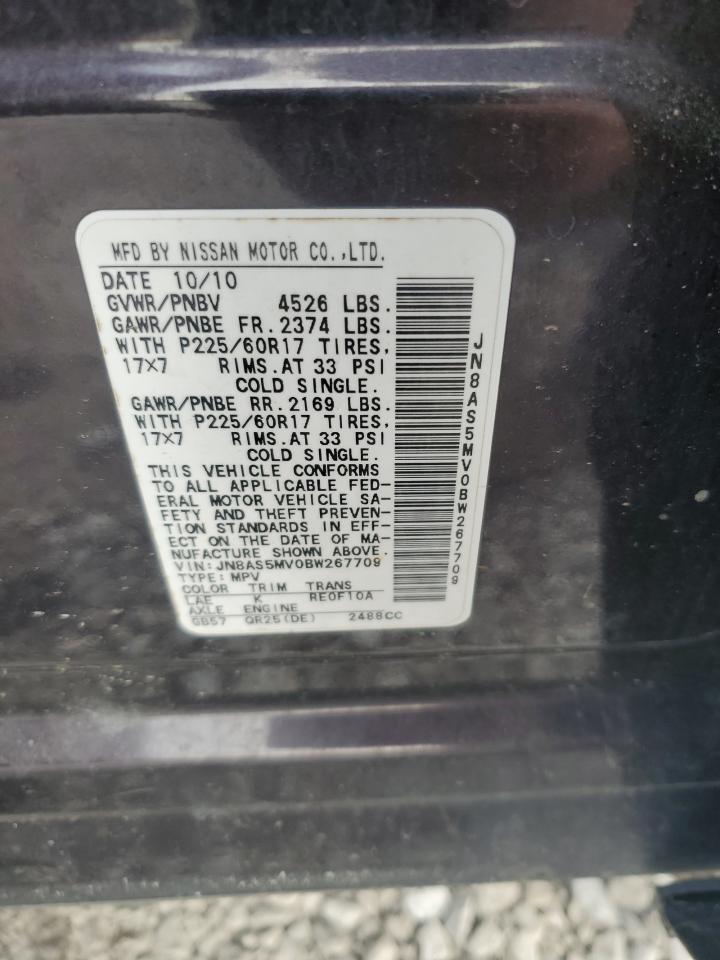 MFD BY NISSAN MOTOR CO.,LTD.
DATE 10/10
GVWR/PNBV 4526 LBS.
GAWR/PNBE FR.2374 LBS.
WITH P225/60R17 TIRES,
17×7 RIMS.AT 33 PSI
COLD SINGLE.
GAWR/PNBE RR.2169 LBS.
WITH P225/60R17 TIRES,
17×7 RIMS.AT 33 PSI
COLD SINGLE.
THIS VEHICLE CONFORMS
TO ALL APPLICABLE FED-
ERAL MOTOR VEHICLE SA-
FETY AND THEFT PREVEN-
TION STANDARDS IN EFF-
ECT ON THE DATE OF MA-
NUFACTURE SHOWN ABOVE.
VIN:JN8AS5MV0BW267709
TYPE:MPV
COLOR TRIM TRANS
LAE K RE0F10A
AXLE ENGINE
GB57 QR25(DE) 2488CC
JN8AS5MV0BW267709